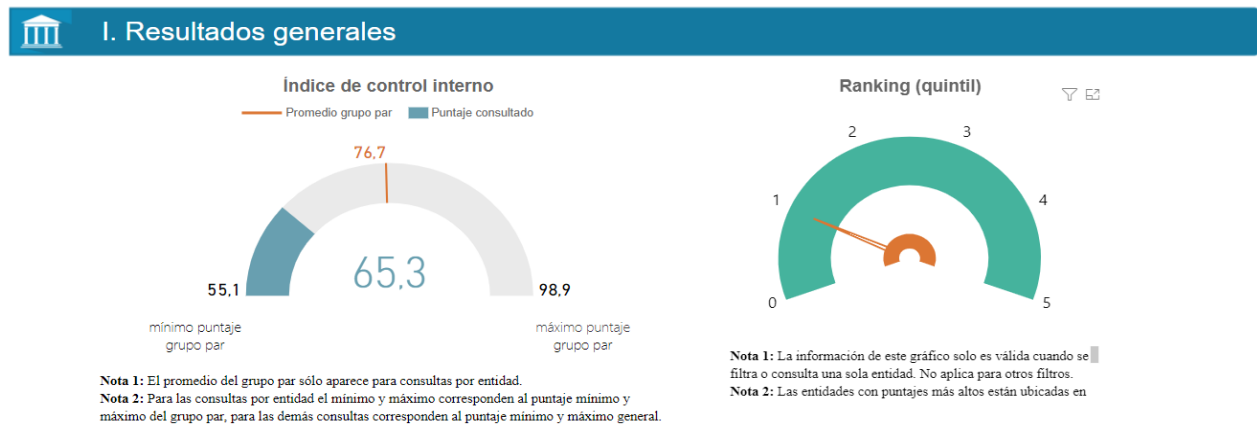 I. Resultados generales
Índice de control interno
Promedio grupo par
Puntaje consultado
76,7
65,3
55,1
98,9
mínimo puntaje
grupo par
máximo puntaje
grupo par
Nota 1: El promedio del grupo par sólo aparece para consultas por entidad.
Nota 2: Para las consultas por entidad el mínimo y máximo corresponden al puntaje mínimo y
máximo del grupo par, para las demás consultas corresponden al puntaje mínimo y máximo general.
Ranking (quintil)
0
1
2
3
4
5
Nota 1: La información de este gráfico solo es válida cuando se
filtra o consulta una sola entidad. No aplica para otros filtros.
Nota 2: Las entidades con puntajes más altos están ubicadas en